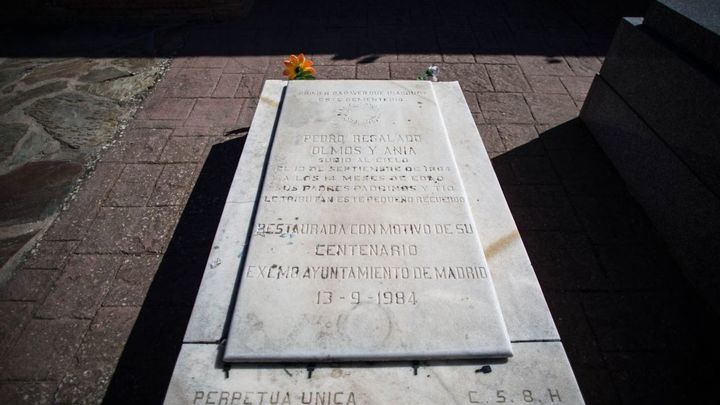 PRIMER CADAVER QUE INAUGURO
ESTE CEMENTERIO
PEDRO REGALADO
OLMOS Y ANIA
SUBIO AL CIELO
EL 13 DE SEPTIEMBRE DE 1884
A LOS 14 MESES DE EDAD
SUS PADRES PADRINOS Y TIO
LE TRIBUTAN ESTE PEQUEÑO RECUERDO
RESTAURADA CON MOTIVO DE SU
CENTENARIO
EXCMO AYUNTAMIENTO DE MADRID
13-9-1984
PERPETUA UNICA C. 5. 8. H